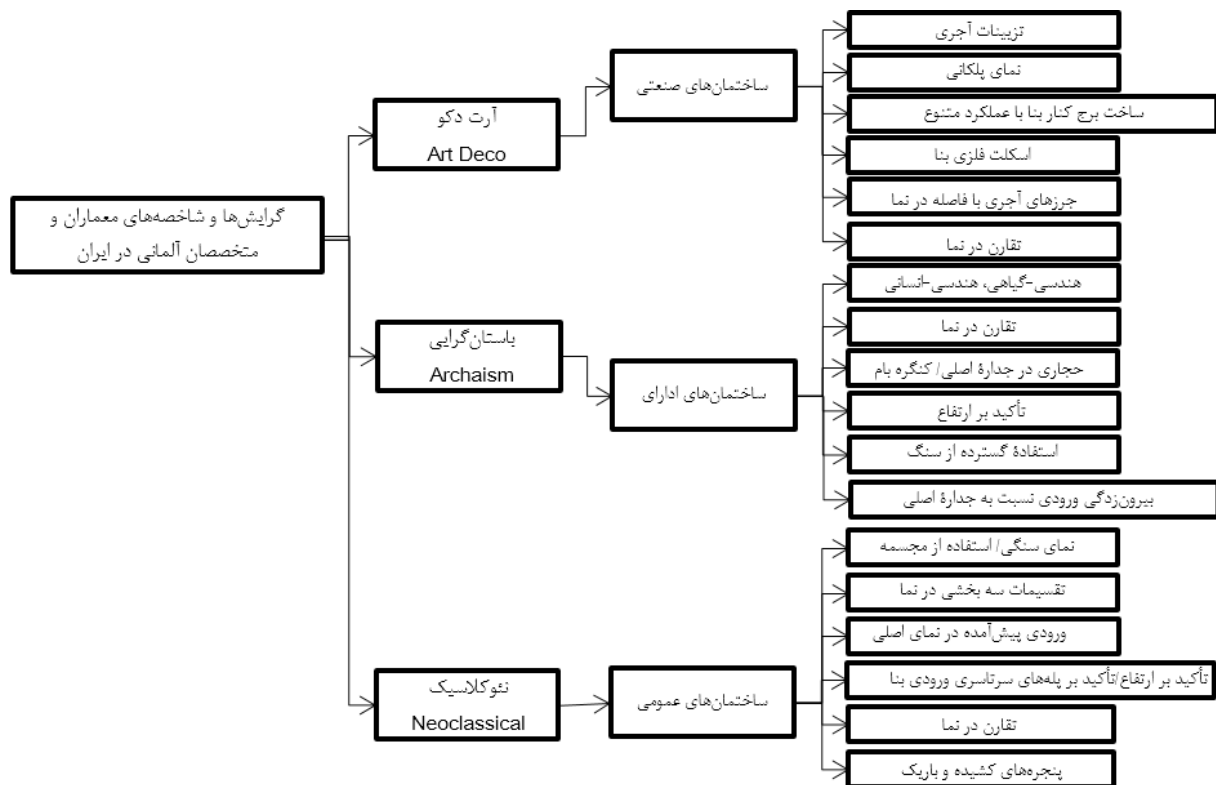 گرایش‌ها و شاخصه‌های معماران و
متخصصان آلمانی در ایران
آرت دکو
Art Deco
ساختمان‌های صنعتی
تزیینات آجری
نمای پلکانی
ساخت برج کنار بنا با عملکرد متنوع
اسکلت فلزی بنا
جرزهای آجری با فاصله در نما
تقارن در نما
باستان‌گرایی
Archaism
ساختمان‌های ادارای
هندسی-گیاهی، هندسی-انسانی
تقارن در نما
حجاری در جدارۀ اصلی/ کنگره بام
تأکید بر ارتفاع
استفادۀ گسترده از سنگ
بیرون‌زدگی ورودی نسبت به جدارۀ اصلی
نئوکلاسیک
Neoclassical
ساختمان‌های عمومی
نمای سنگی/ استفاده از مجسمه
تقسیمات سه بخشی در نما
ورودی پیش‌آمده در نمای اصلی
تأکید بر ارتفاع/تأکید بر پله‌های سرتاسری ورودی بنا
تقارن در نما
پنجره‌های کشیده و باریک